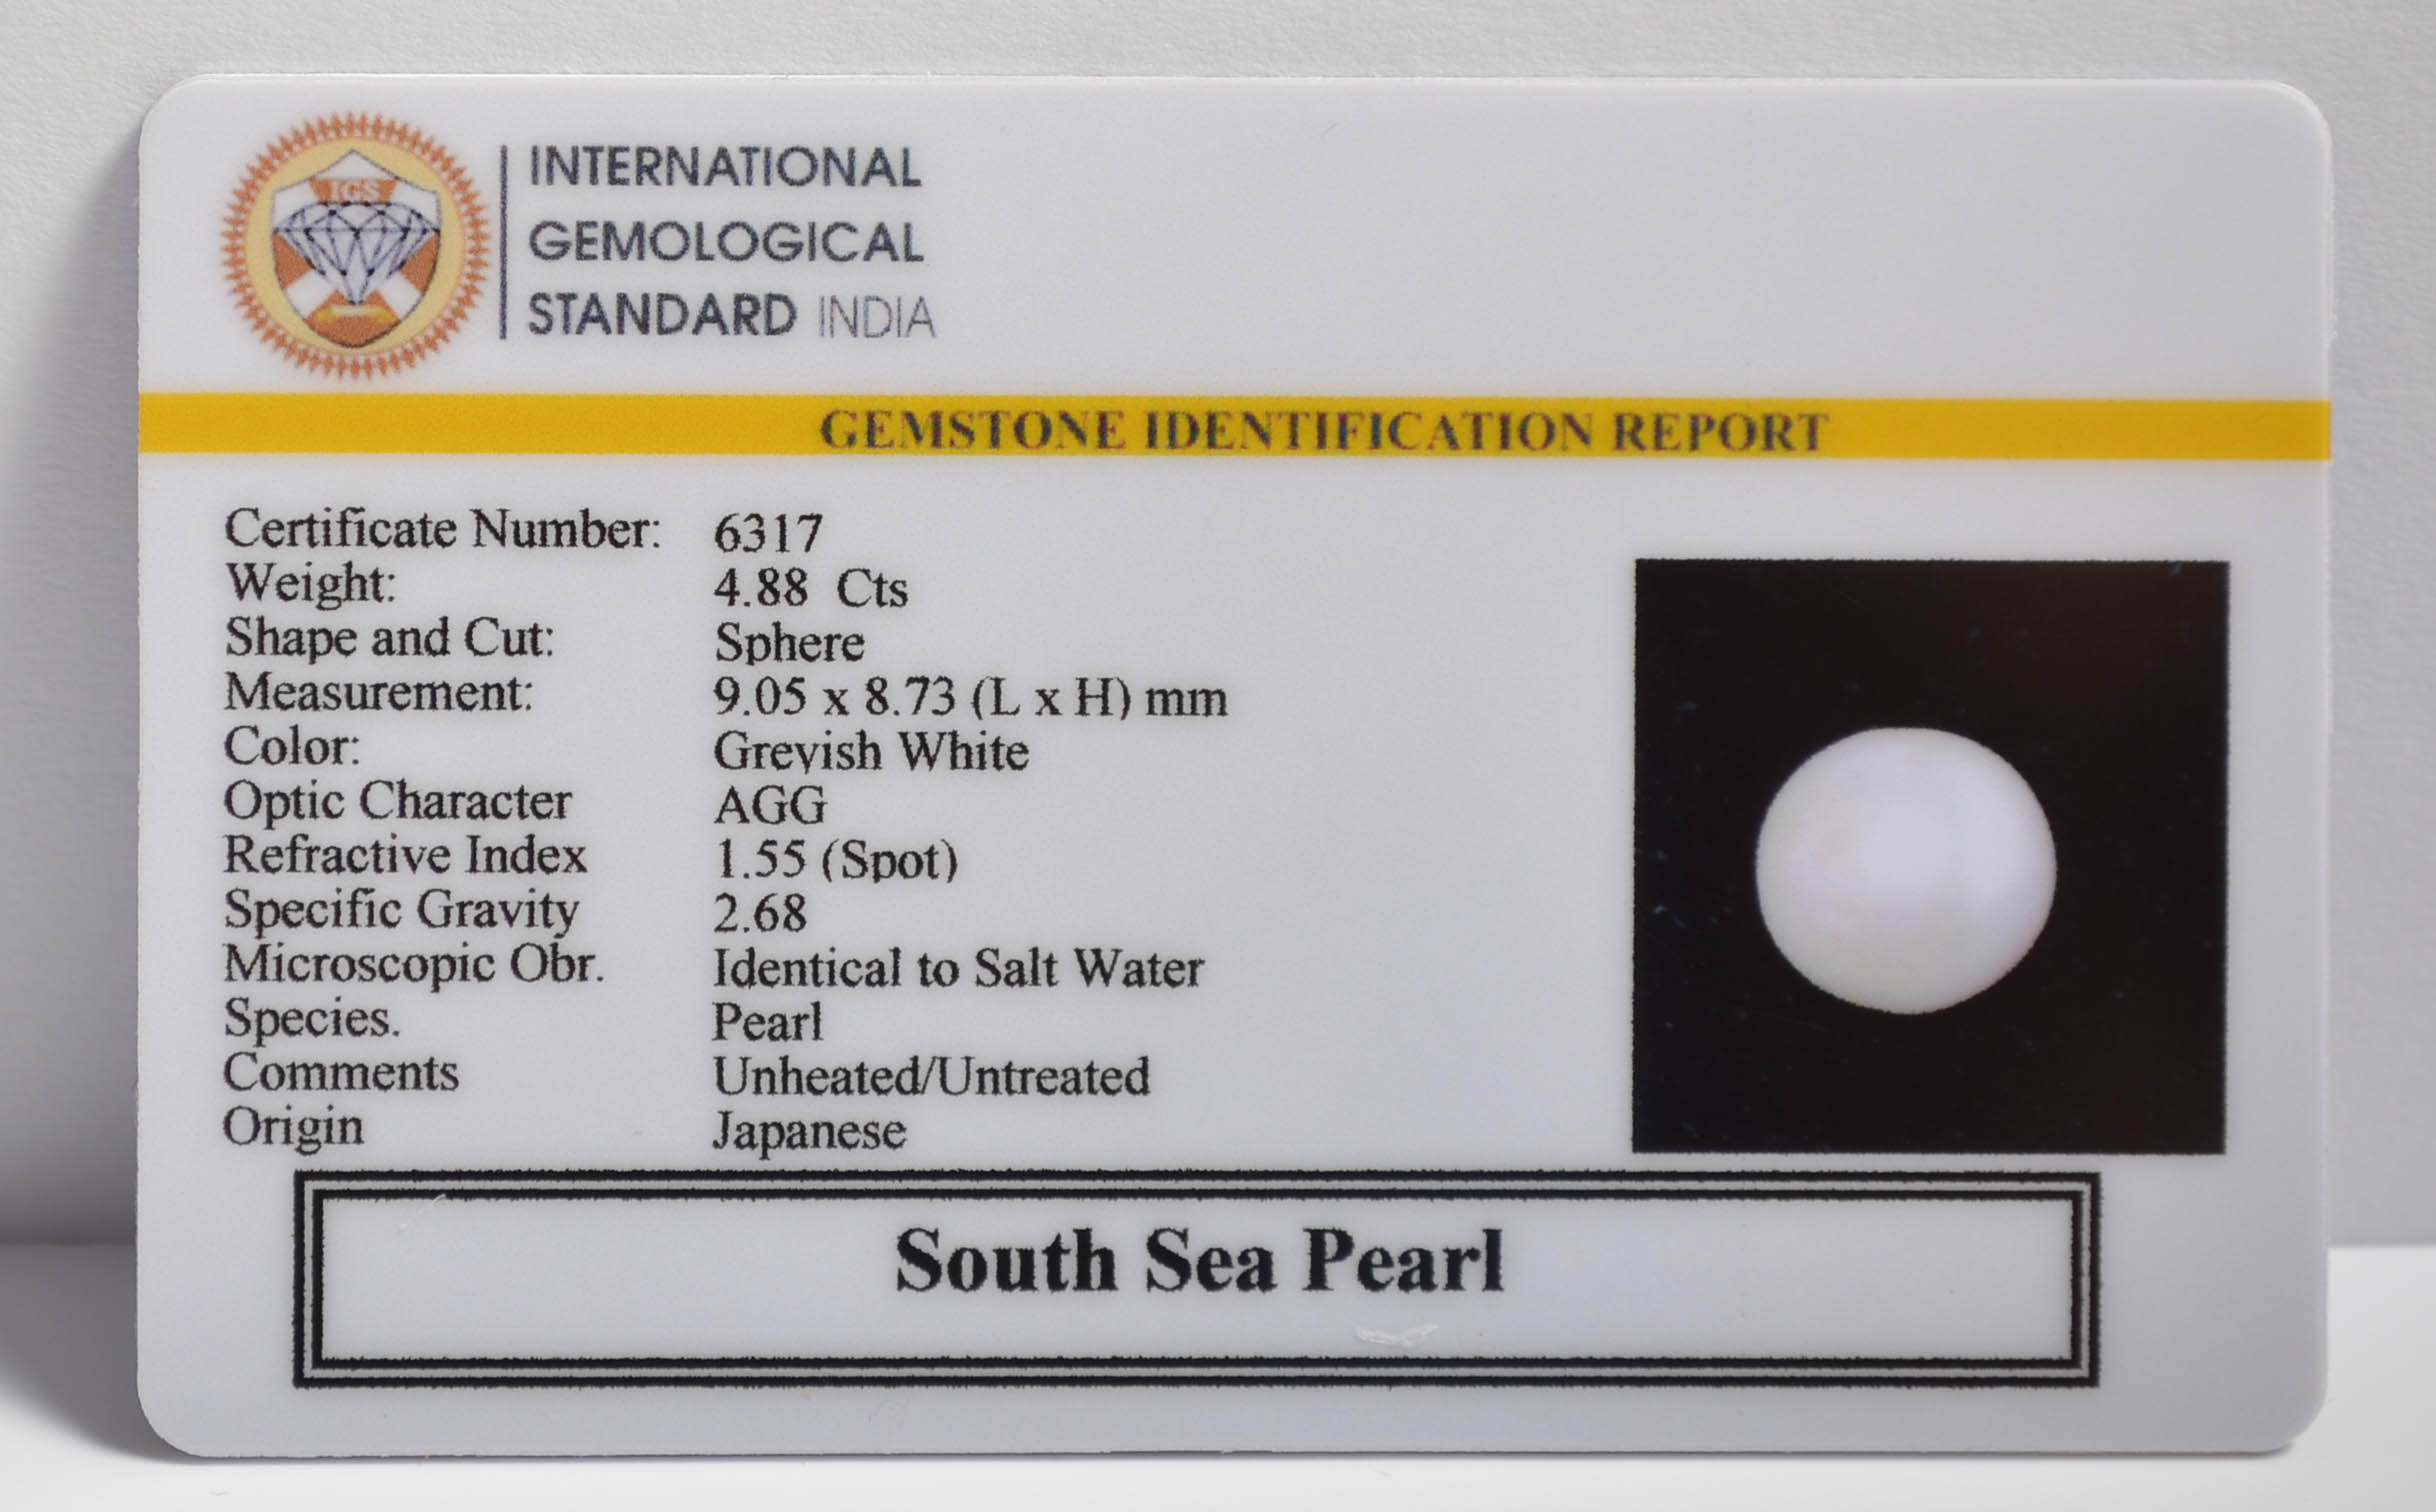 IGS
INTERNATIONAL
GEMOLOGICAL
STANDARD INDIA
GEMSTONE IDENTIFICATION REPORT
Certificate Number: 6317
Weight: 4.88 Cts
Shape and Cut: Sphere
Measurement: 9.05 x 8.73 (L x H) mm
Color: Greyish White
Optic Character AGG
Refractive Index 1.55 (Spot)
Specific Gravity 2.68
Microscopic Obr. Identical to Salt Water
Species. Pearl
Comments Unheated/Untreated
Origin Japanese
South Sea Pearl